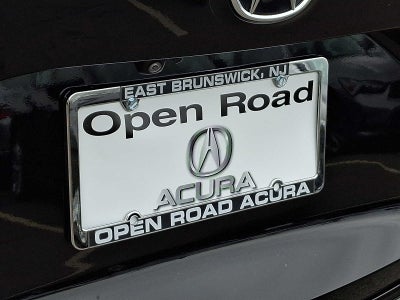 EAST BRUNSWICK, NJ
Open Road
ACURA
OPEN ROAD ACURA